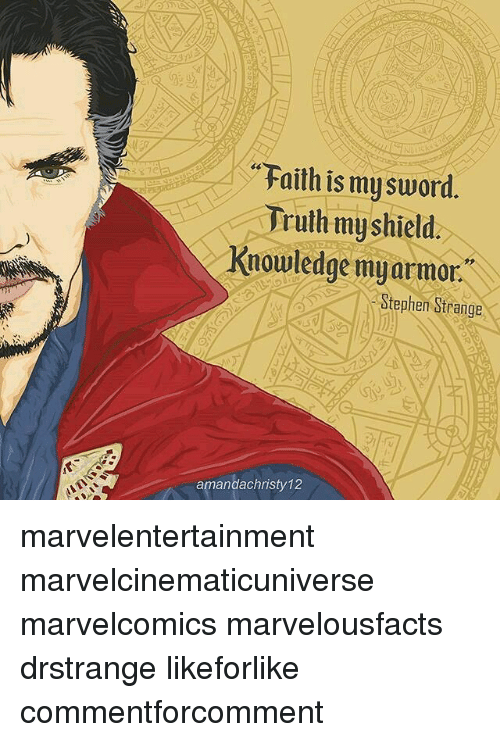 “Faith is my sword.
Truth my shield.
Knowledge my armor.”
- Stephen Strange
amandachristy12
marvelentertainment
marvelcinematicuniverse
marvelcomics marvelousfacts
drstrange likeforlike
commentforcomment